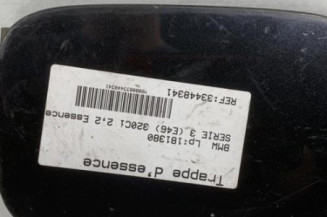 Trappe d'essence
BMW Lp:181380
SERIE 3 (E46) 320Ci 2,2 Essence
REF:33448341